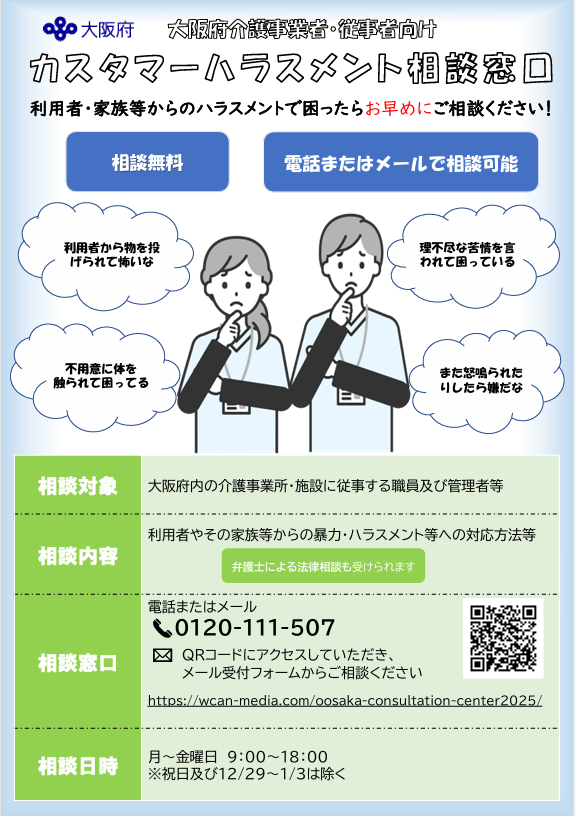 大阪府
大阪府介護事業者・従事者向け
カスタマーハラスメント相談窓口
利用者・家族等からのハラスメントで困ったらお早めにご相談ください！
相談無料
電話またはメールで相談可能
利用者から物を投
げられて怖いな
理不尽な苦情を言
われて困っている
不用意に体を
触られて困ってる
また怒鳴られた
りしたら嫌だな
相談対象
大阪府内の介護事業所・施設に従事する職員及び管理者等
相談内容
利用者やその家族等からの暴力・ハラスメント等への対応方法等
弁護士による法律相談も受けられます
相談窓口
電話またはメール
0120-111-507
QRコードにアクセスしていただき、
メール受付フォームからご相談ください
https://wcan-media.com/oosaka-consultation-center2025/
相談日時
月～金曜日 9：00～18：00
※祝日及び12/29～1/3は除く